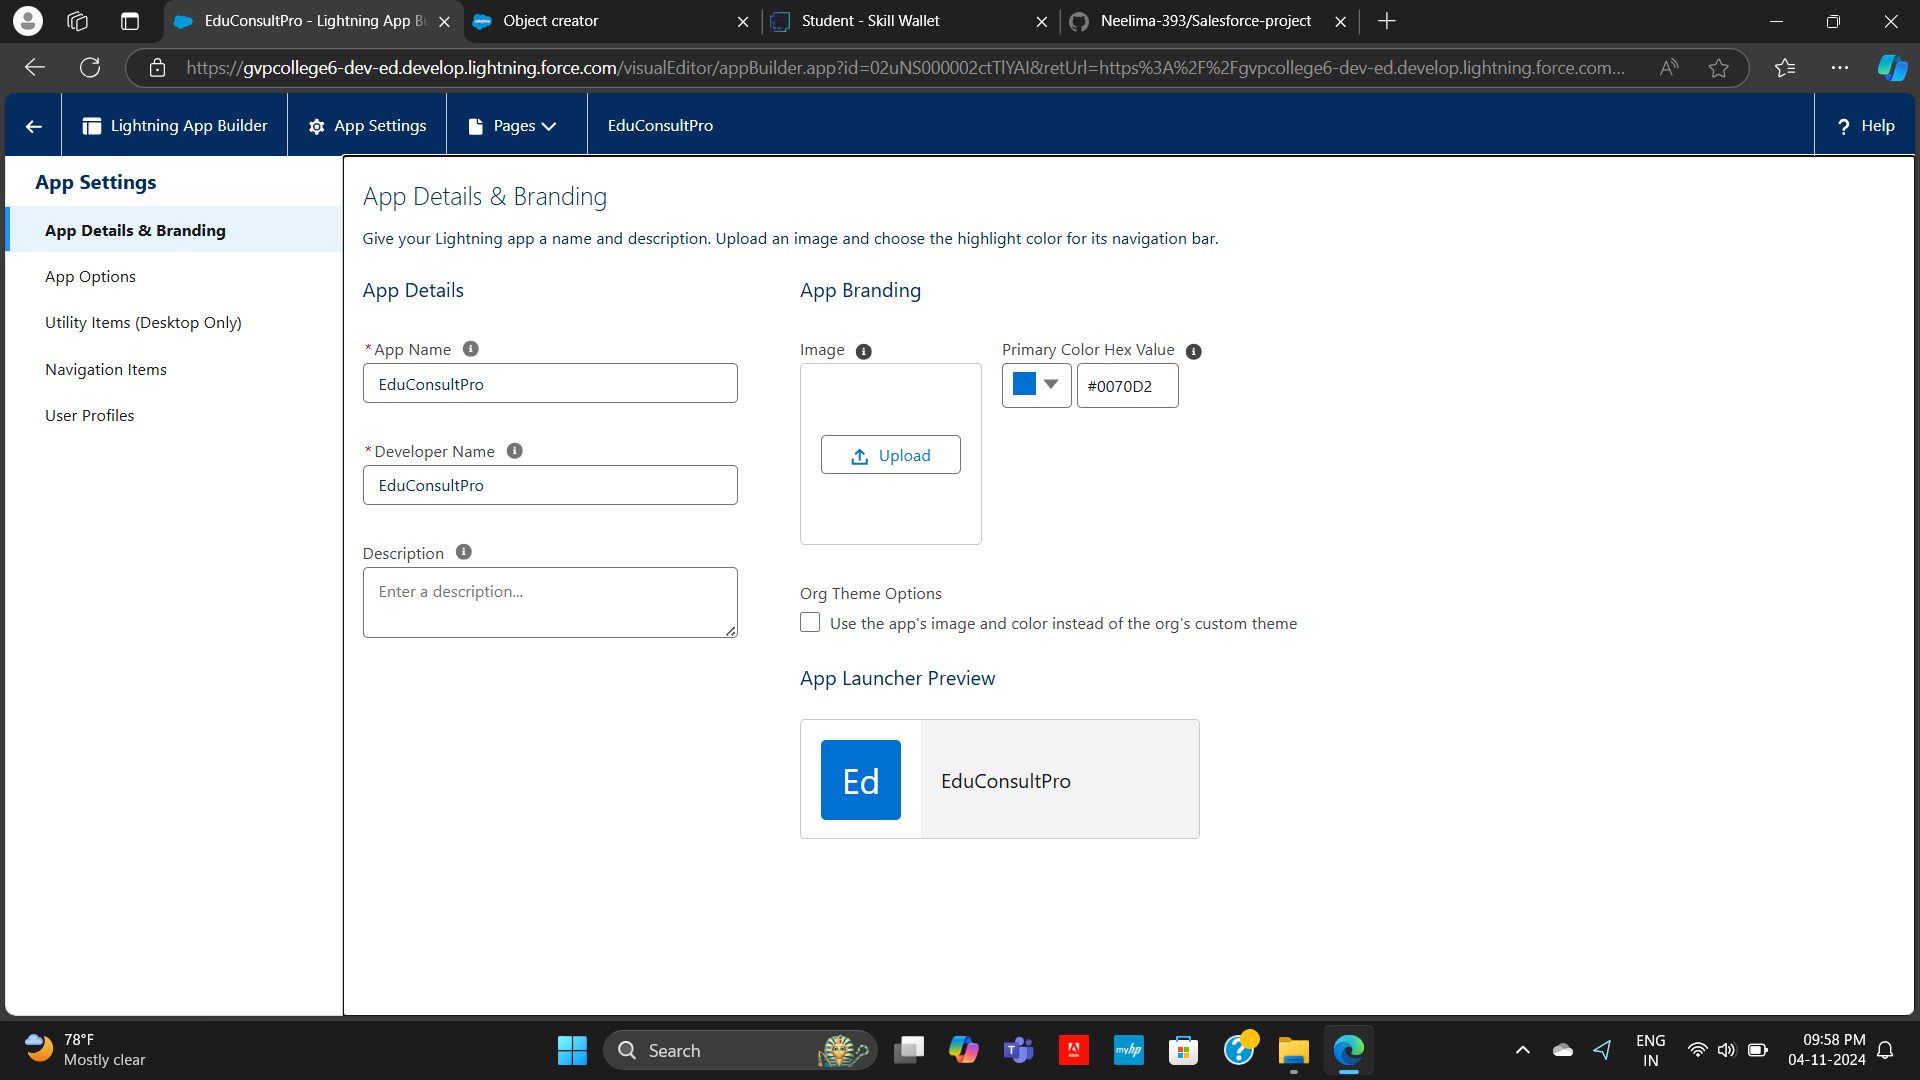 EduConsultPro - Lightning App Bu
Object creator
Student - Skill Wallet
Neelima-393/Salesforce-project
https://gvpcollege6-dev-ed.develop.lightning.force.com/visualEditor/appBuilder.app?id=02uNS000002ctTlYAI&retUrl=https%3A%2F%2Fgvpcollege6-dev-ed.develop.lightning.force.com...
Lightning App Builder
App Settings
Pages
EduConsultPro
? Help
App Settings
App Details & Branding
App Options
Utility Items (Desktop Only)
Navigation Items
User Profiles
App Details & Branding
Give your Lightning app a name and description. Upload an image and choose the highlight color for its navigation bar.
App Details
* App Name
EduConsultPro
* Developer Name
EduConsultPro
Description
Enter a description...
App Branding
Image
Upload
Primary Color Hex Value
#0070D2
Org Theme Options
Use the app's image and color instead of the org's custom theme
App Launcher Preview
Ed
EduConsultPro
78°F
Mostly clear
Search
myhp
ENG
IN
09:58 PM
04-11-2024